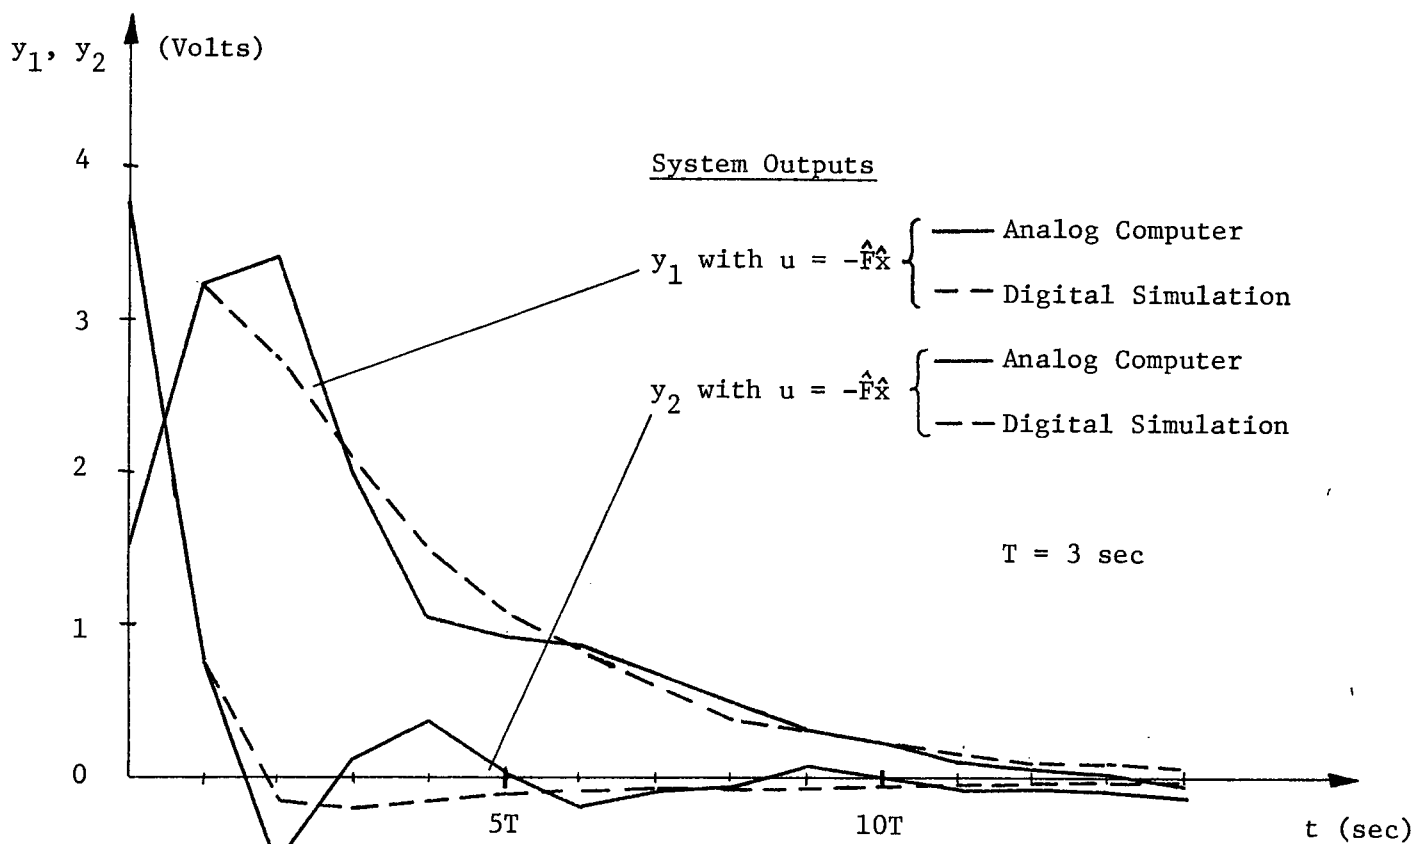 y1, y2 (Volts)
4
System Outputs
Analog Computer
y1 with u = -F̂x̂
Digital Simulation
3
Analog Computer
y2 with u = -F̂x̂
Digital Simulation
2
T = 3 sec
1
0
5T
10T
t (sec)